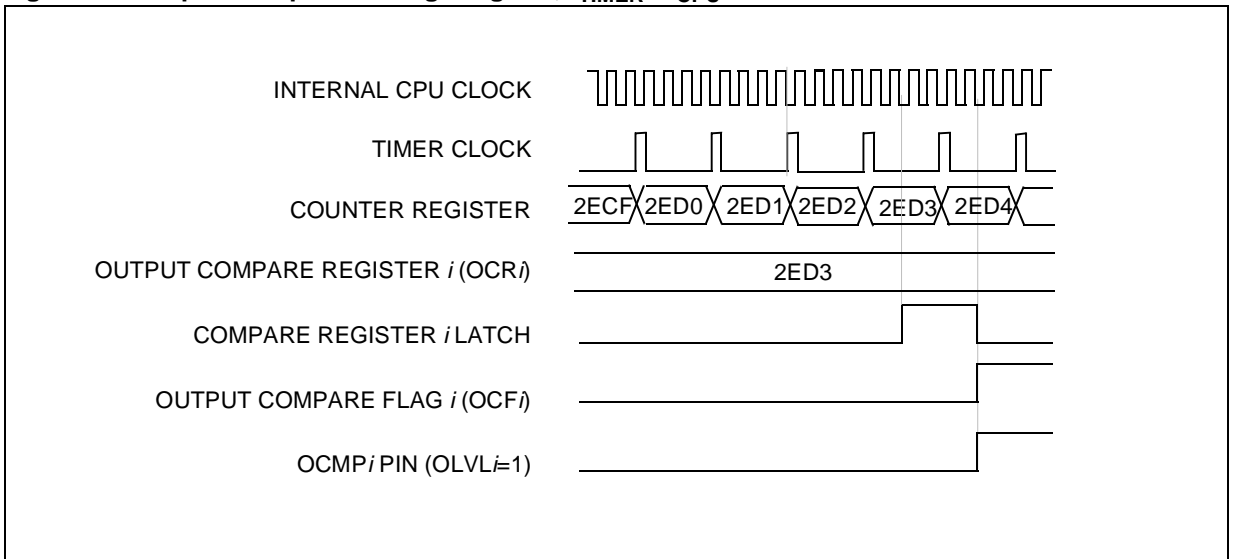 INTERNAL CPU CLOCK
TIMER CLOCK
COUNTER REGISTER
2ECF 2ED0 2ED1 2ED2 2ED3 2ED4
OUTPUT COMPARE REGISTER i (OCRi)
2ED3
COMPARE REGISTER i LATCH
OUTPUT COMPARE FLAG i (OCFi)
OCMPi PIN (OLVLi=1)